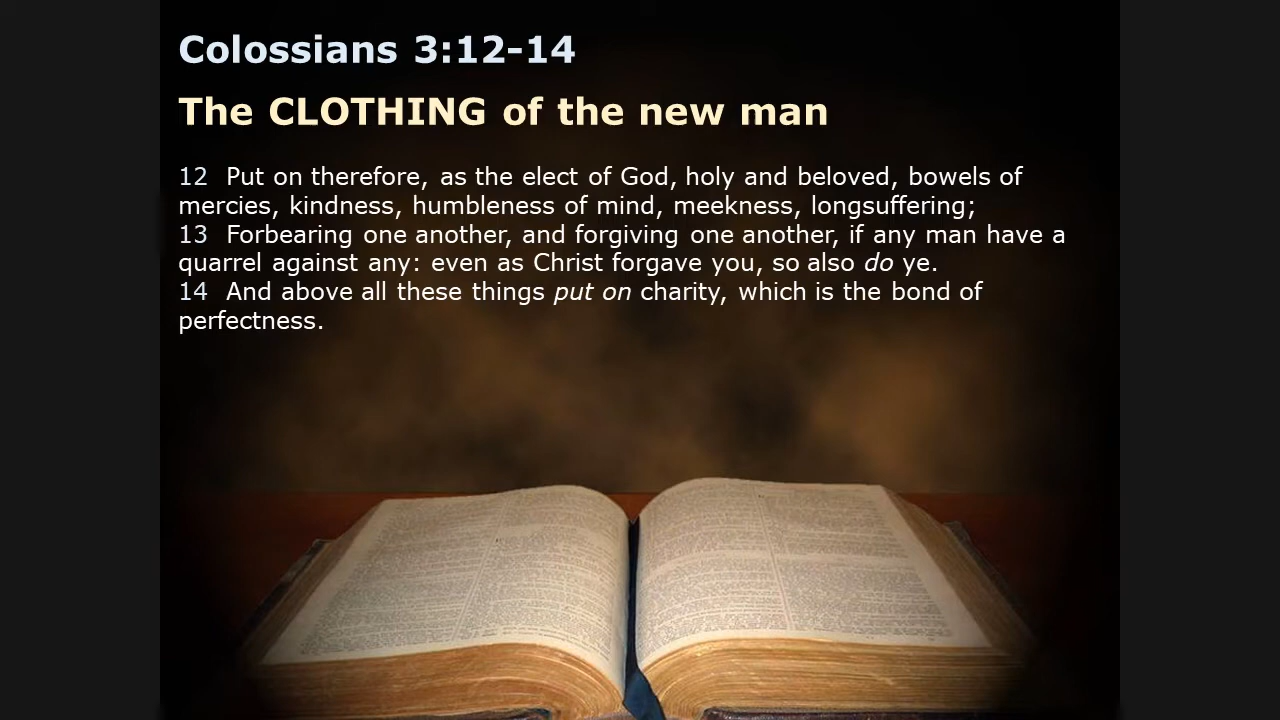 Colossians 3:12-14
The CLOTHING of the new man
12 Put on therefore, as the elect of God, holy and beloved, bowels of
mercies, kindness, humbleness of mind, meekness, longsuffering;
13 Forbearing one another, and forgiving one another, if any man have a
quarrel against any: even as Christ forgave you, so also do ye.
14 And above all these things put on charity, which is the bond of
perfectness.